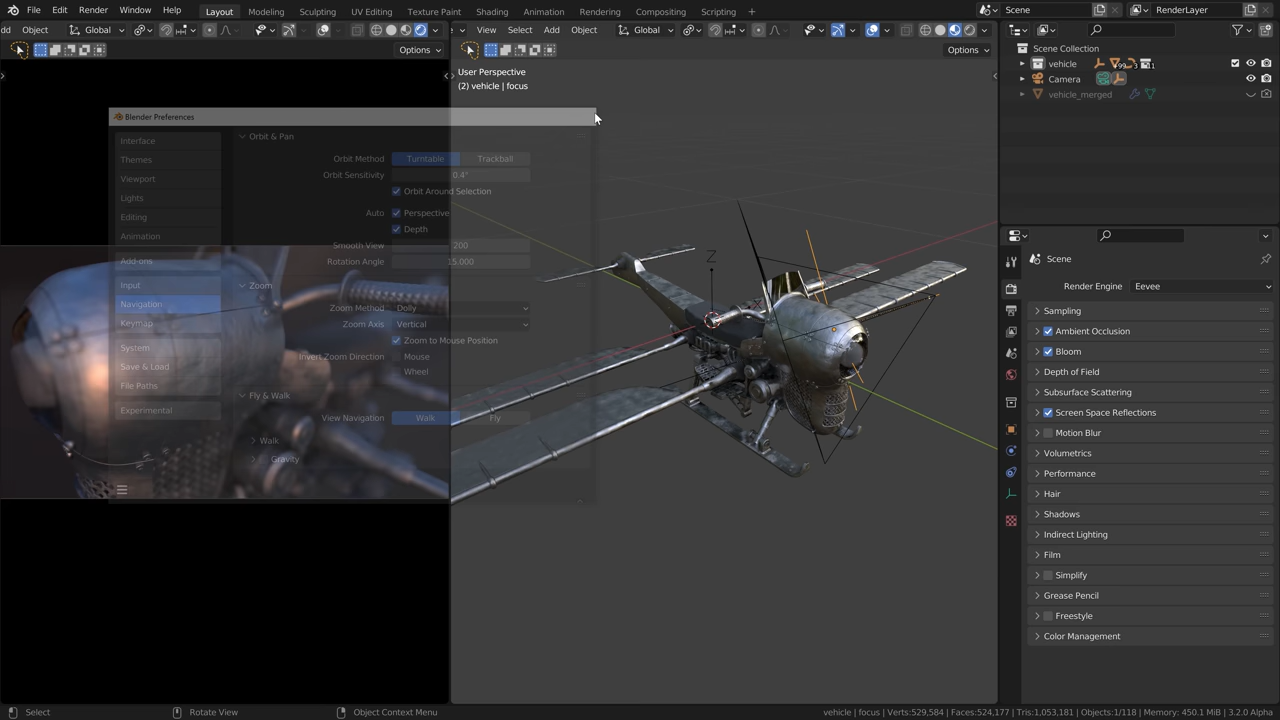 File Edit Render Window Help
Layout Modeling Sculpting UV Editing Texture Paint Shading Animation Rendering Compositing Scripting
Scene
RenderLayer
dd Object Global
View Select Add Object Global
Options
Options
User Perspective
(2) vehicle | focus
Z
Blender Preferences
Interface
Themes
Viewport
Lights
Editing
Animation
Add-ons
Input
Navigation
Keymap
System
Save & Load
File Paths
Experimental
Orbit & Pan
Orbit Method Turntable Trackball
Orbit Sensitivity 0.4°
Orbit Around Selection
Auto Perspective
Depth
Smooth View 200
Rotation Angle 15.000
Zoom
Zoom Method Dolly
Zoom Axis Vertical
Zoom to Mouse Position
Invert Zoom Direction Mouse
Wheel
Fly & Walk
View Navigation Walk Fly
Walk
Gravity
Scene Collection
vehicle
Camera
vehicle_merged
Scene
Render Engine Eevee
Sampling
Ambient Occlusion
Bloom
Depth of Field
Subsurface Scattering
Screen Space Reflections
Motion Blur
Volumetrics
Performance
Hair
Shadows
Indirect Lighting
Film
Simplify
Grease Pencil
Freestyle
Color Management
Select Rotate View Object Context Menu
vehicle | focus | Verts:529,584 | Faces:524,177 | Tris:1,053,181 | Objects:1/118 | Memory: 450.1 MiB | 3.2.0 Alpha